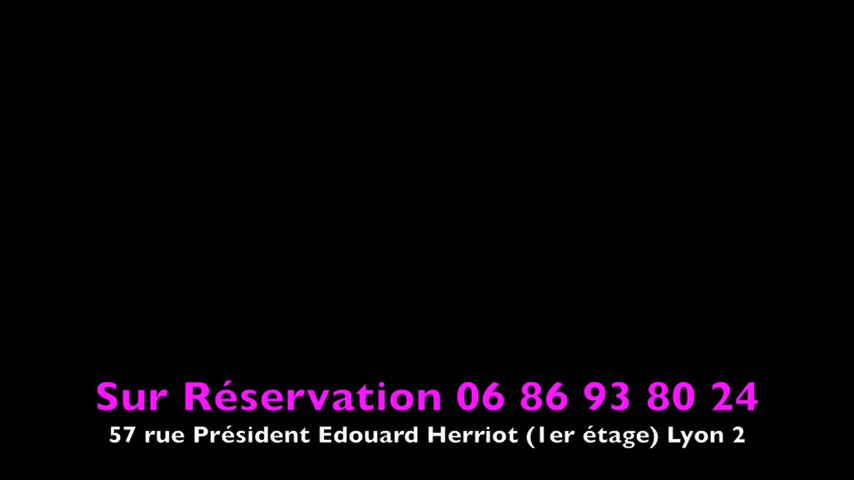 Sur Réservation 06 86 93 80 24
57 rue Président Edouard Herriot (1er étage) Lyon 2